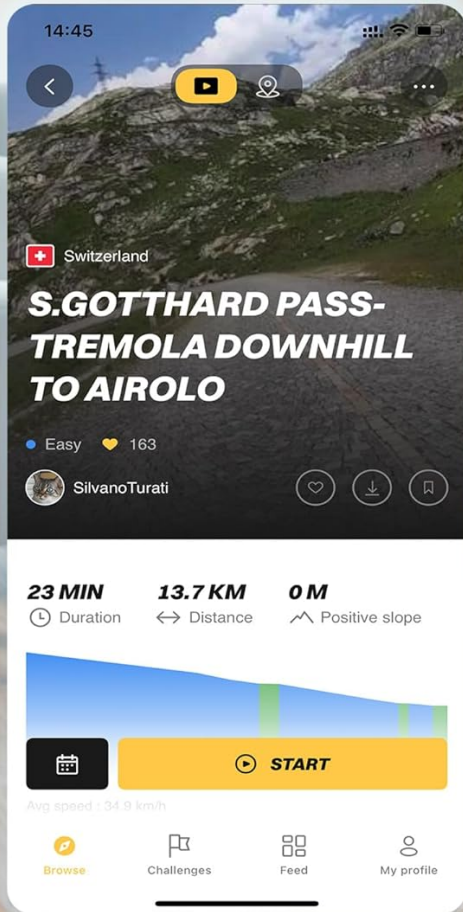 14:45
Switzerland
S.GOTTHARD PASS-
TREMOLA DOWNHILL
TO AIROLO
Easy 163
SilvanoTurati
23 MIN 13.7 KM 0 M
Duration Distance Positive slope
START
Avg speed : 34.9 km/h
Browse Challenges Feed My profile